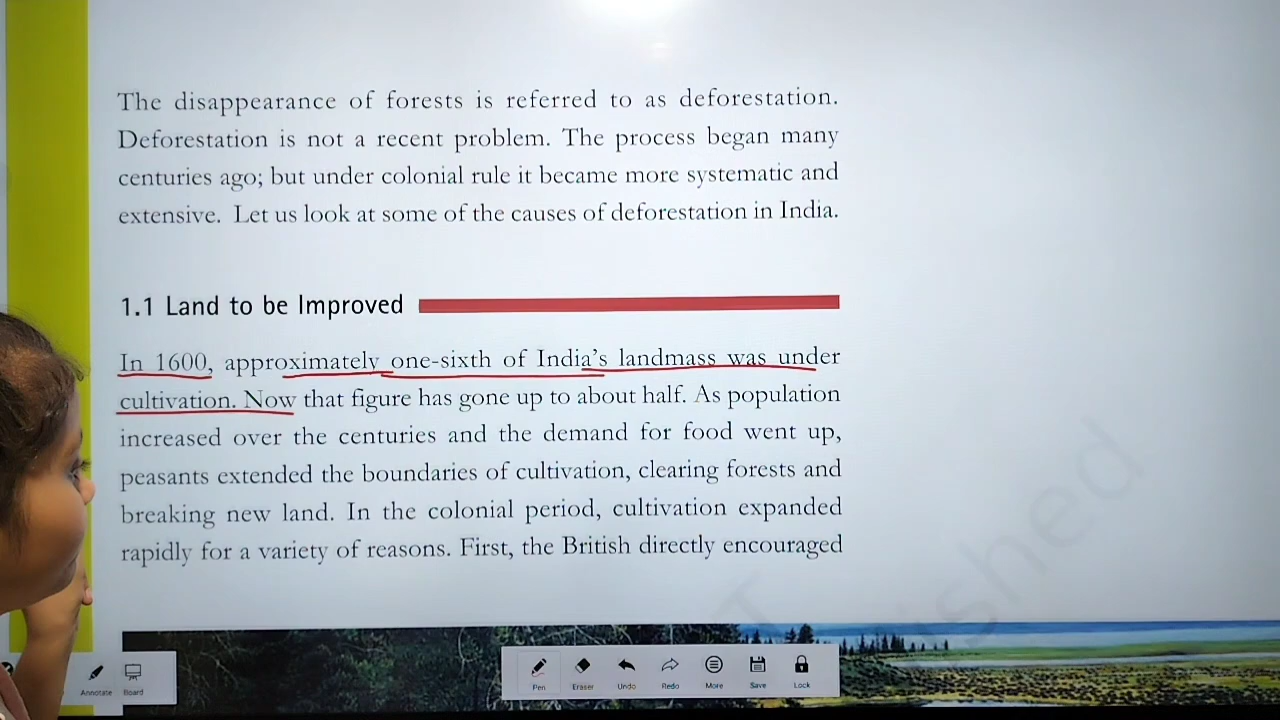 The disappearance of forests is referred to as deforestation.
Deforestation is not a recent problem. The process began many
centuries ago; but under colonial rule it became more systematic and
extensive. Let us look at some of the causes of deforestation in India.
1.1 Land to be Improved
In 1600, approximately one-sixth of India's landmass was under
cultivation. Now that figure has gone up to about half. As population
increased over the centuries and the demand for food went up,
peasants extended the boundaries of cultivation, clearing forests and
breaking new land. In the colonial period, cultivation expanded
rapidly for a variety of reasons. First, the British directly encouraged
Annotate Board
Pen Eraser Undo Redo More Save Lock